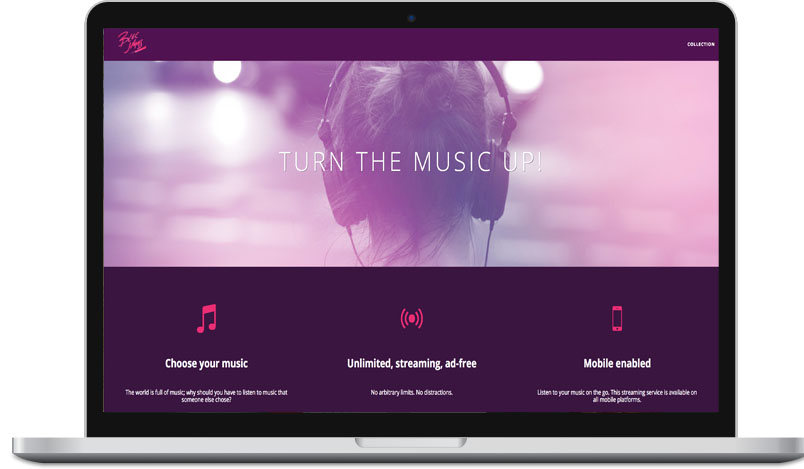 BLOC
JAMS
COLLECTION
TURN THE MUSIC UP!
Choose your music
Unlimited, streaming, ad-free
Mobile enabled
The world is full of music; why should you have to listen to music that
someone else chose?
No arbitrary limits. No distractions.
Listen to your music on the go. This streaming service is available on
all mobile platforms.